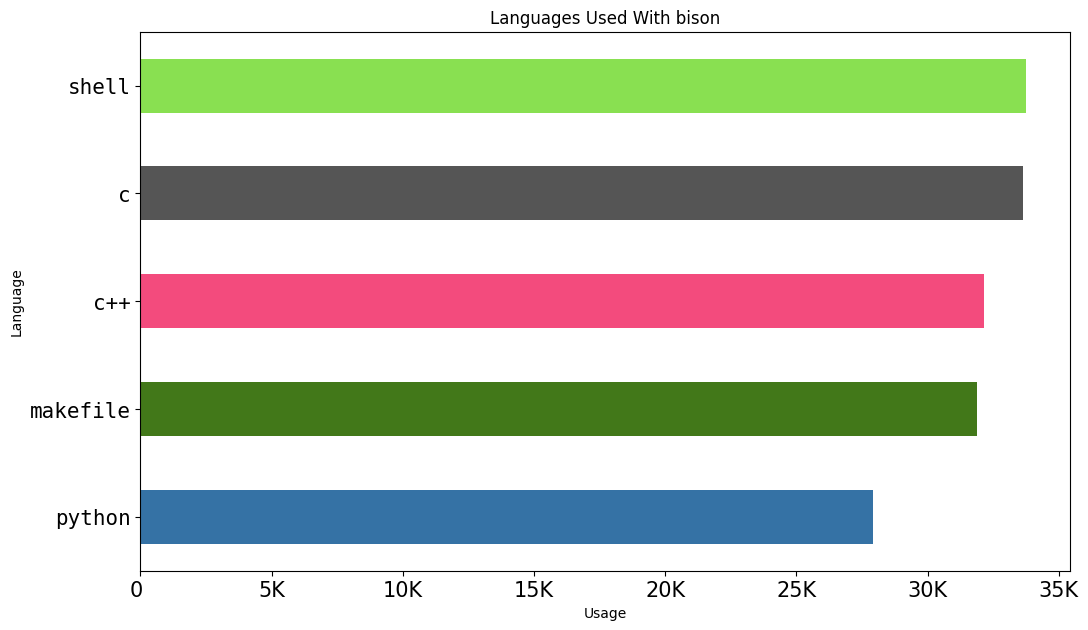 Languages Used With bison
shell
c
c++
makefile
python
Language
0 5K 10K 15K 20K 25K 30K 35K
Usage